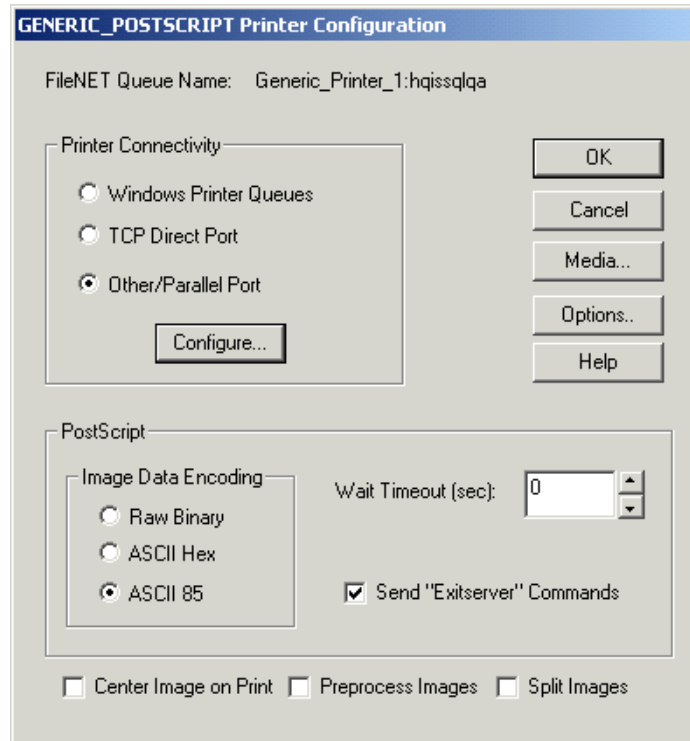 GENERIC_POSTSCRIPT Printer Configuration
FileNET Queue Name: Generic_Printer_1:hqissqlqa
Printer Connectivity
Windows Printer Queues
TCP Direct Port
Other/Parallel Port
Configure...
OK
Cancel
Media...
Options..
Help
PostScript
Image Data Encoding
Raw Binary
ASCII Hex
ASCII 85
Wait Timeout (sec): 0
Send "Exitserver" Commands
Center Image on Print
Preprocess Images
Split Images